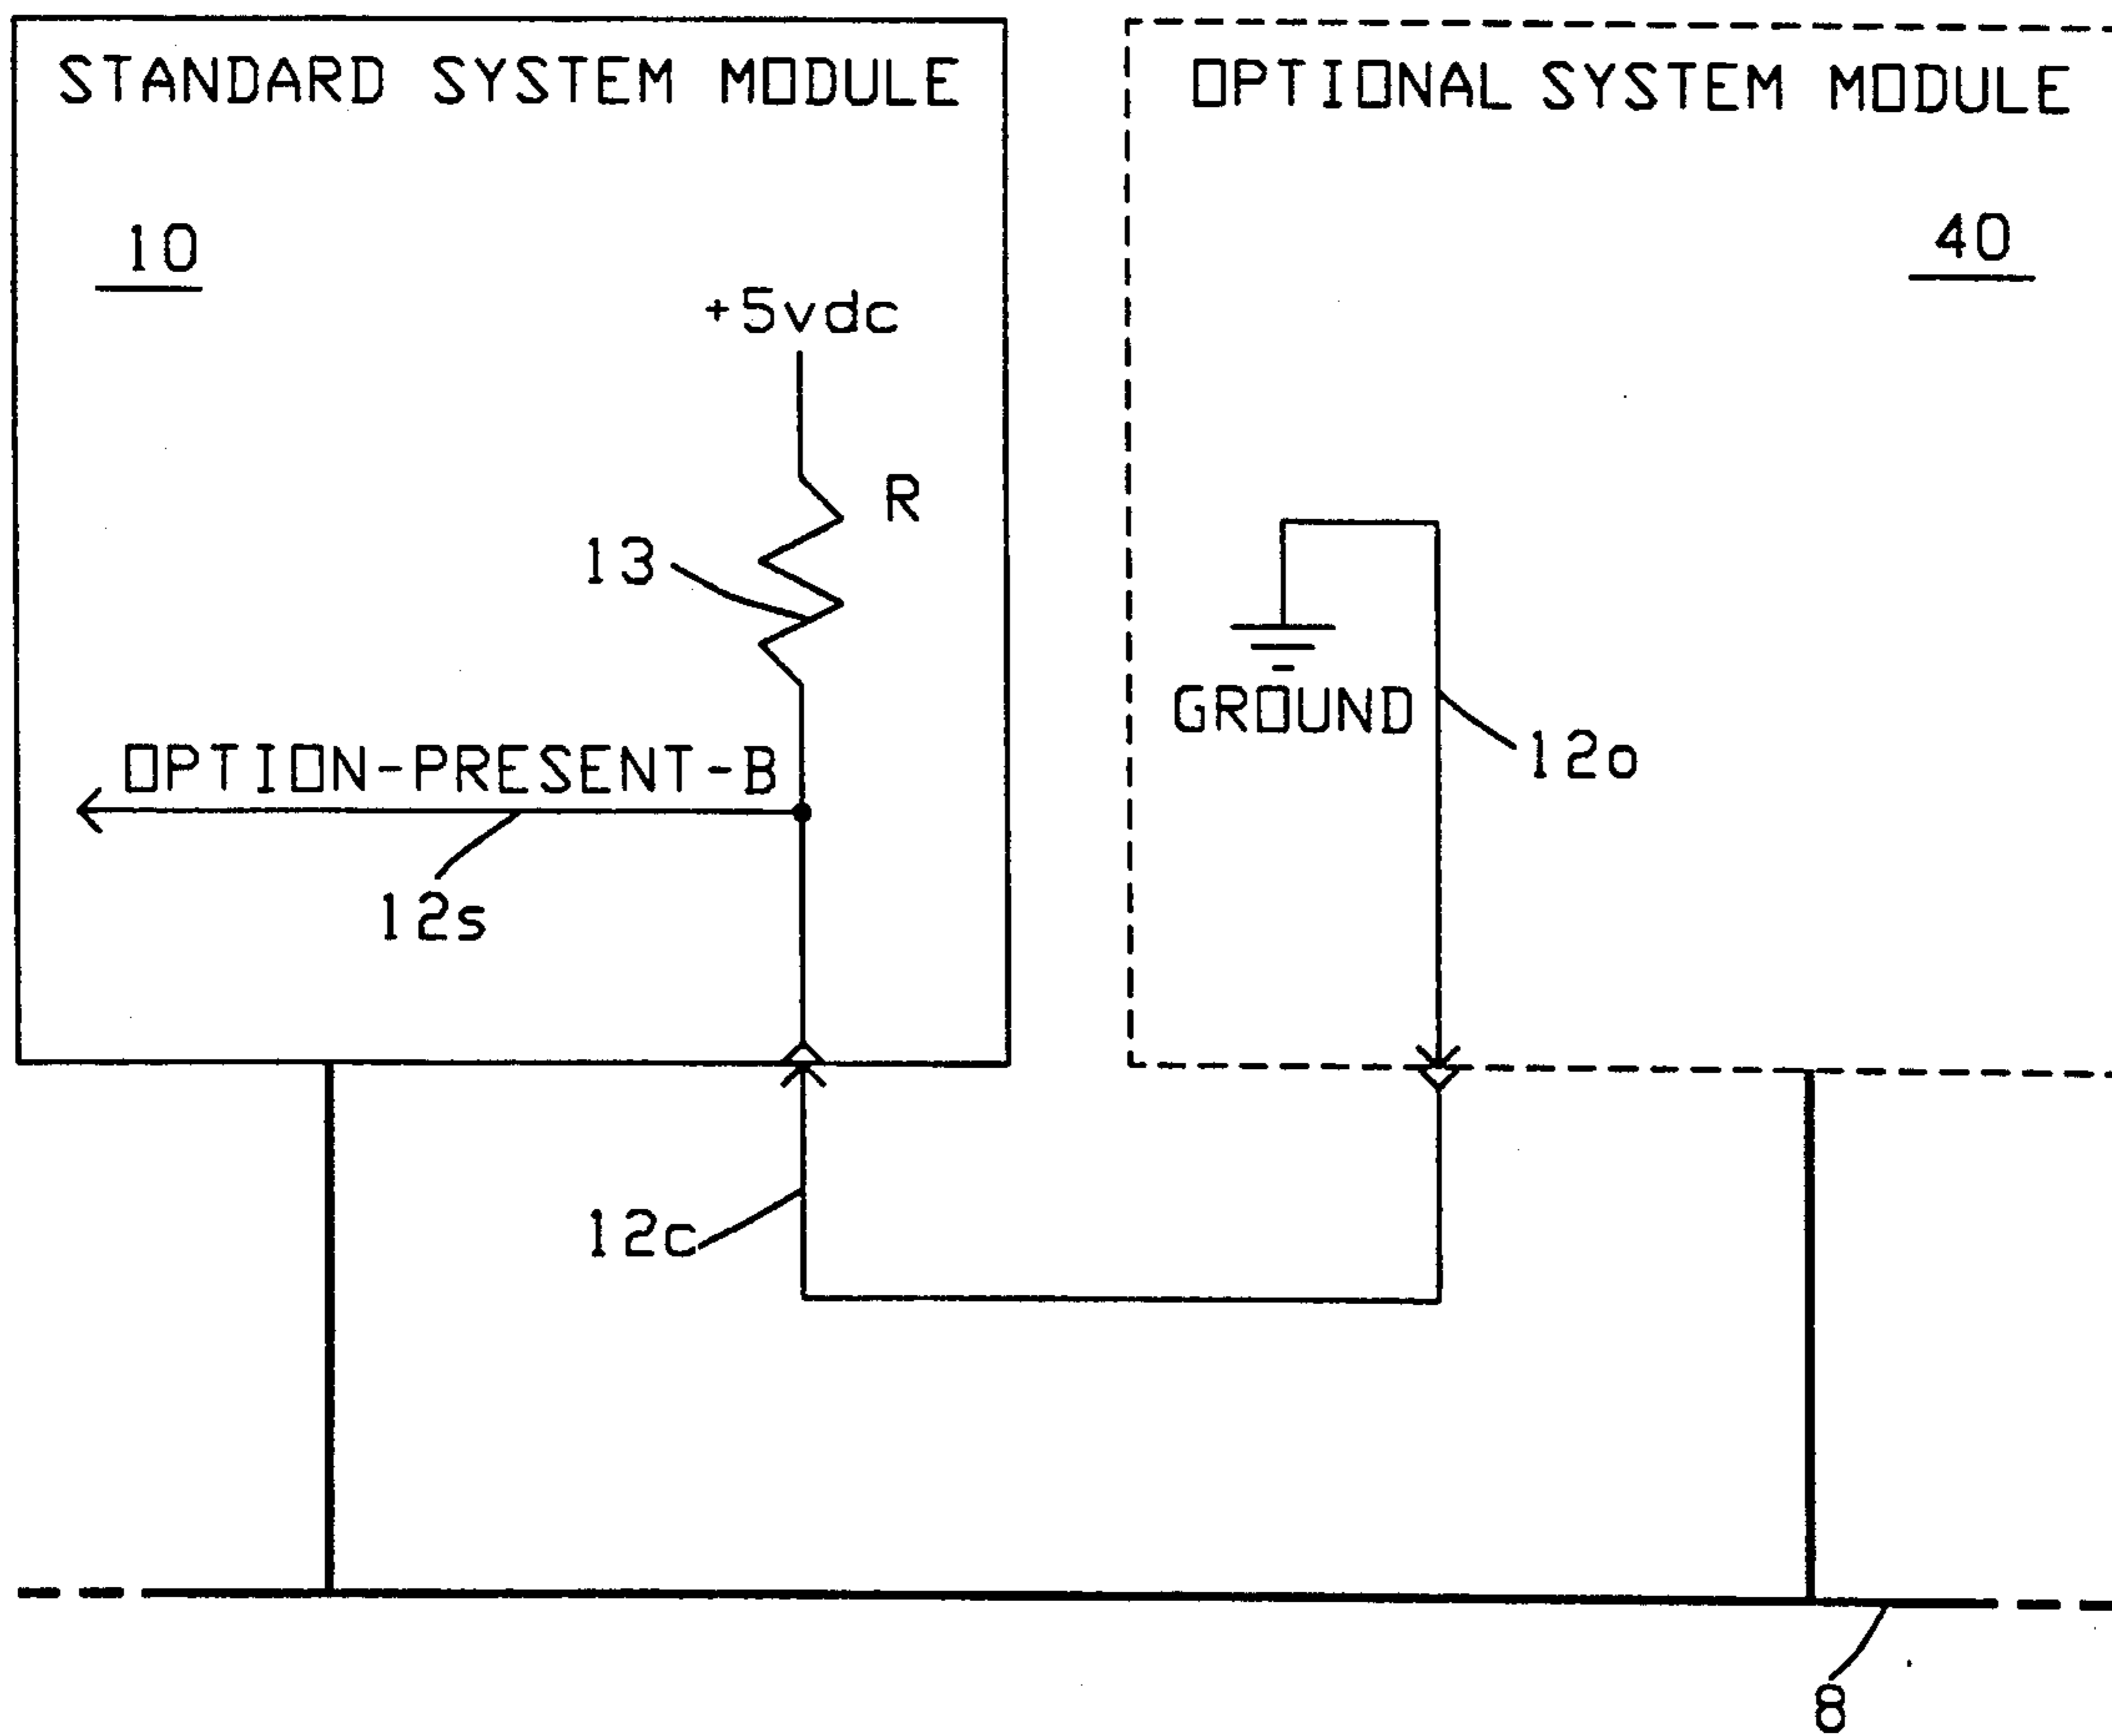 STANDARD SYSTEM MODULE
10
+5vdc
R
13
OPTION-PRESENT-B
12s
12c
OPTIONAL SYSTEM MODULE
40
GROUND
12o
8